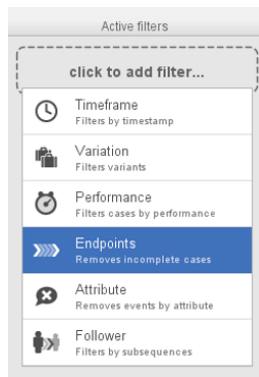 Active filters
click to add filter...
Timeframe
Filters by timestamp
Variation
Filters variants
Performance
Filters cases by performance
Endpoints
Removes incomplete cases
Attribute
Removes events by attribute
Follower
Filters by subsequences